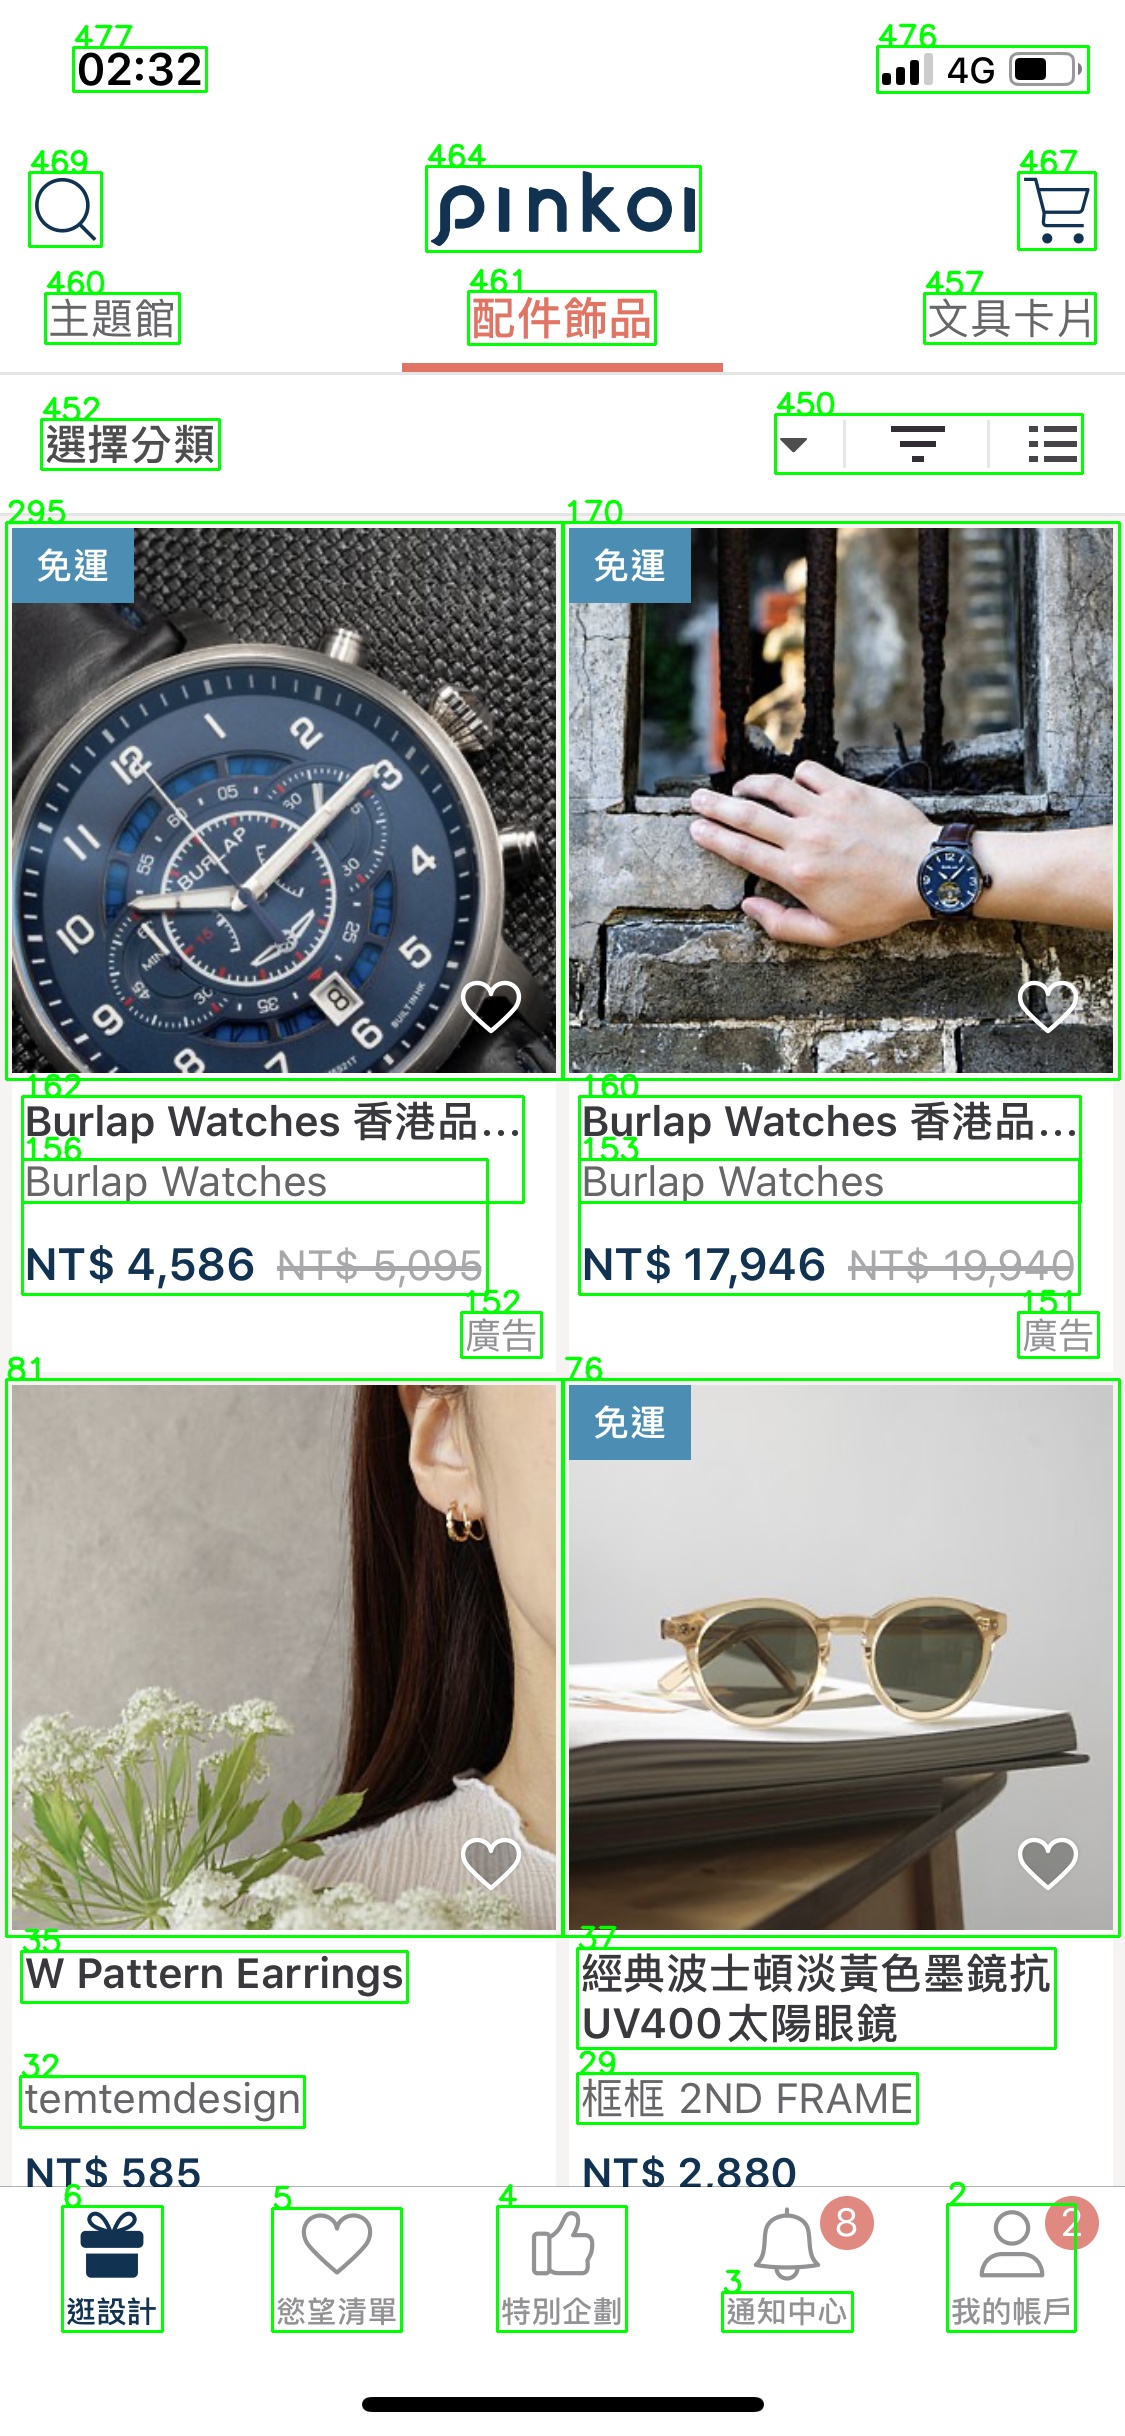 477
02:32
476
4G
469
464
pinkoi
467
460
主題館
461
配件飾品
457
文具卡片
452
選擇分類
450
295
免運
170
免運
BURLAP
162
Burlap Watches 香港品...
160
Burlap Watches 香港品...
156
Burlap Watches
153
Burlap Watches
NT$ 4,586 NT$ 5,095
NT$ 17,946 NT$ 19,940
152
廣告
151
廣告
81
76
免運
35
W Pattern Earrings
37
經典波士頓淡黃色墨鏡抗
UV400太陽眼鏡
32
temtemdesign
29
框框 2ND FRAME
NT$ 585
NT$ 2,880
6
逛設計
5
慾望清單
4
特別企劃
8
3
通知中心
2
2
我的帳戶